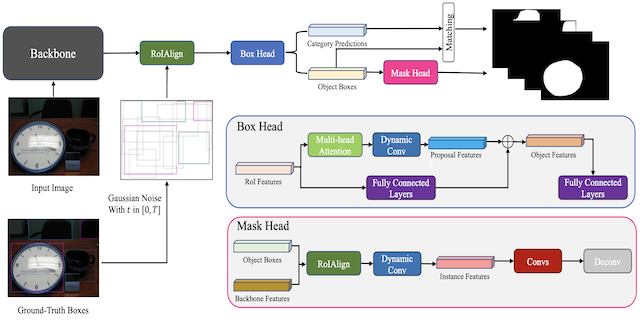 Backbone
RoIAlign
Box Head
Category Predictions
Object Boxes
Mask Head
Matching
Input Image
Gaussian Noise
With t in [0, T]
Ground-Truth Boxes
Box Head
RoI Features
Multi-head
Attention
Dynamic
Conv
Proposal Features
Object Features
Fully Connected
Layers
Fully Connected
Layers
Mask Head
Object Boxes
Backbone Features
RoIAlign
Dynamic
Conv
Instance Features
Convs
Deconv